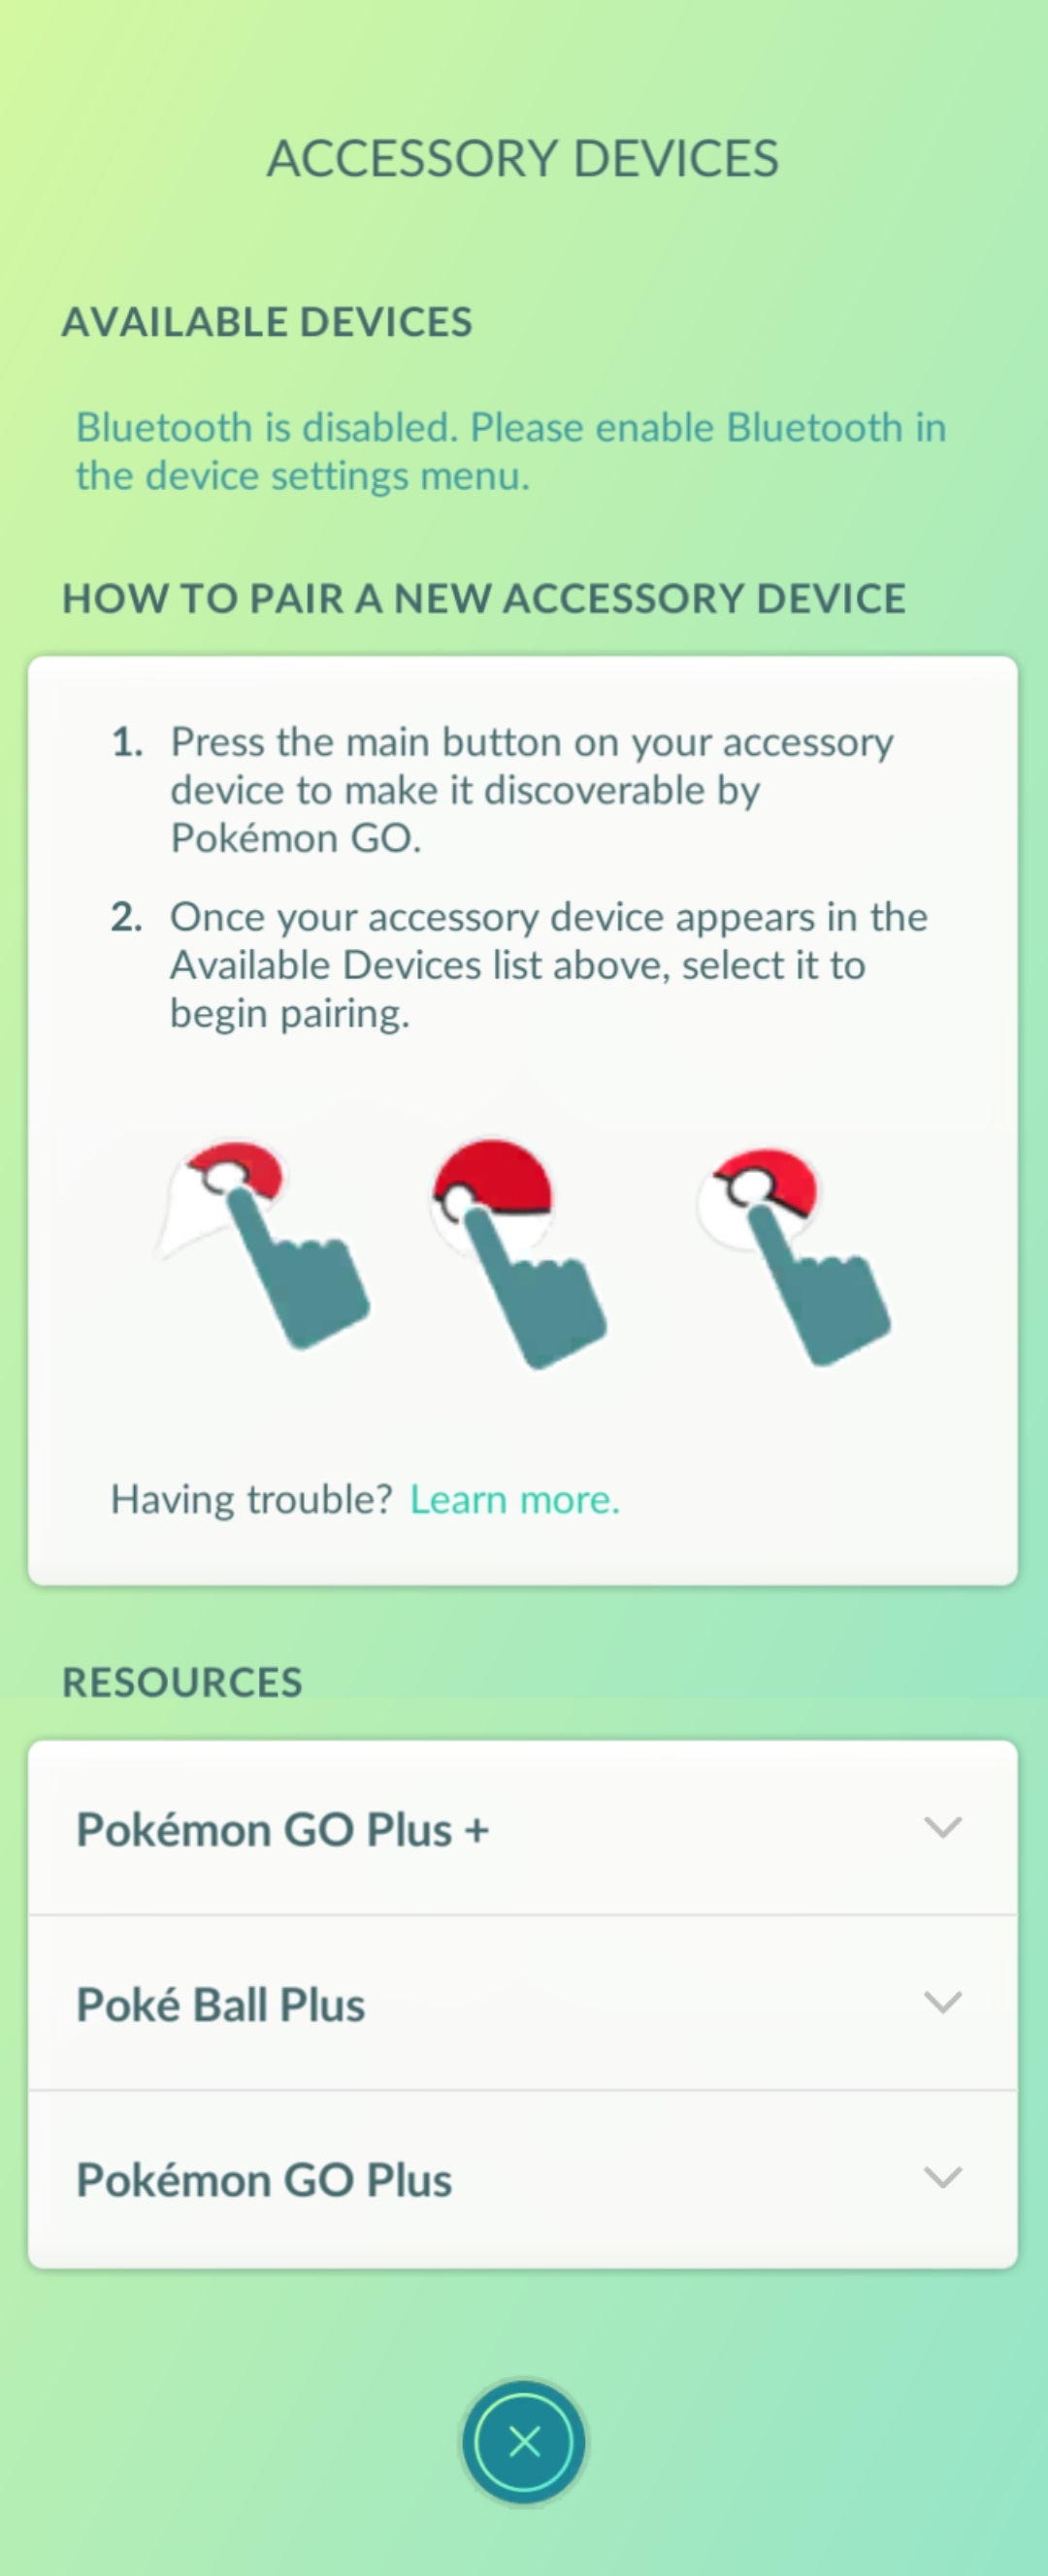 ACCESSORY DEVICES
AVAILABLE DEVICES
Bluetooth is disabled. Please enable Bluetooth in
the device settings menu.
HOW TO PAIR A NEW ACCESSORY DEVICE
1. Press the main button on your accessory
device to make it discoverable by
Pokémon GO.
2. Once your accessory device appears in the
Available Devices list above, select it to
begin pairing.
Having trouble? Learn more.
RESOURCES
Pokémon GO Plus +
Poké Ball Plus
Pokémon GO Plus